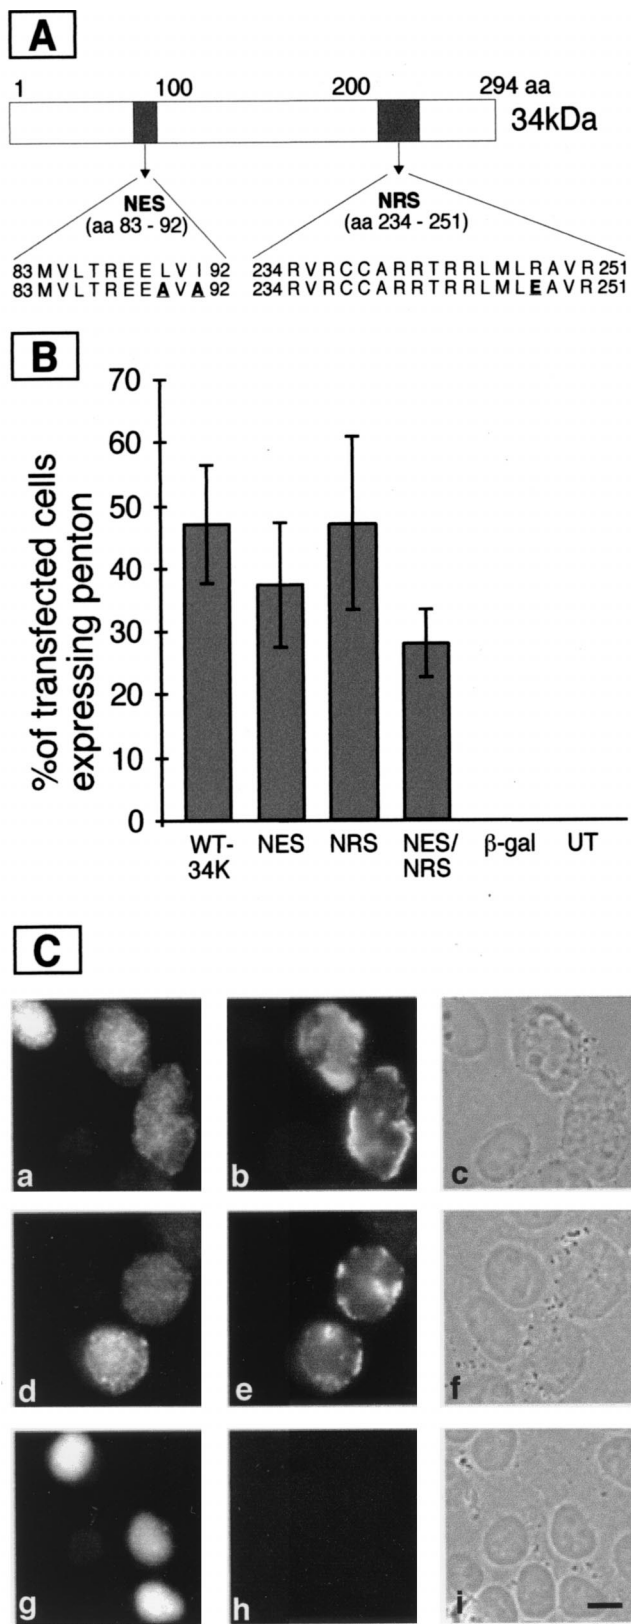 A
1 100 200 294 aa
34kDa
NES
(aa 83 - 92)
NRS
(aa 234 - 251)
83 M V L T R E E L V I 92
83 M V L T R E E A V A 92
234 R V R C C A R R T R R L M L R A V R 251
234 R V R C C A R R T R R L M L E A V R 251
B
%of transfected cells
expressing penton
70
60
50
40
30
20
10
0
WT-
34K
NES
NRS
NES/
NRS
β-gal
UT
C
a
b
c
d
e
f
g
h
i